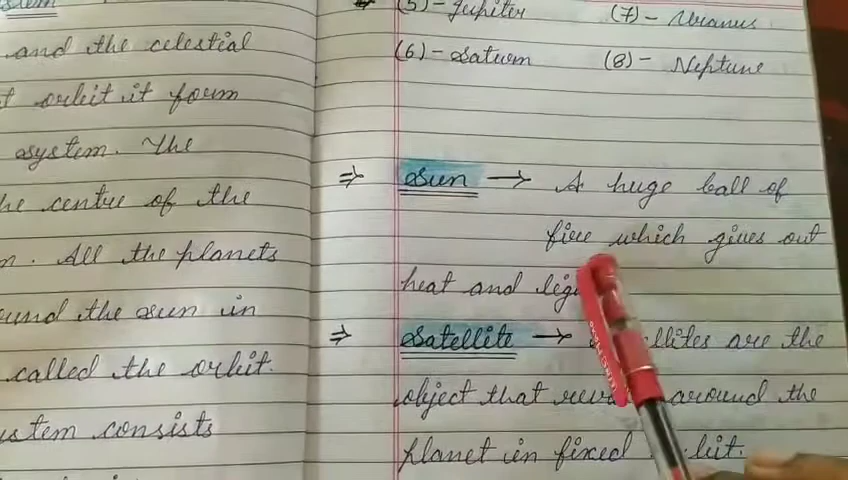 and the celestial
orbit it form
system. The
he centre of the
All the planets
the sun in
called the orbit.
consists
(5) - Jupiter (7) - Uranus
(6) - Saturn (8) - Neptune
⇒ Sun → A huge ball of
fire which gives out
heat and
⇒ Satellite → are the
object that around the
planet in fixed